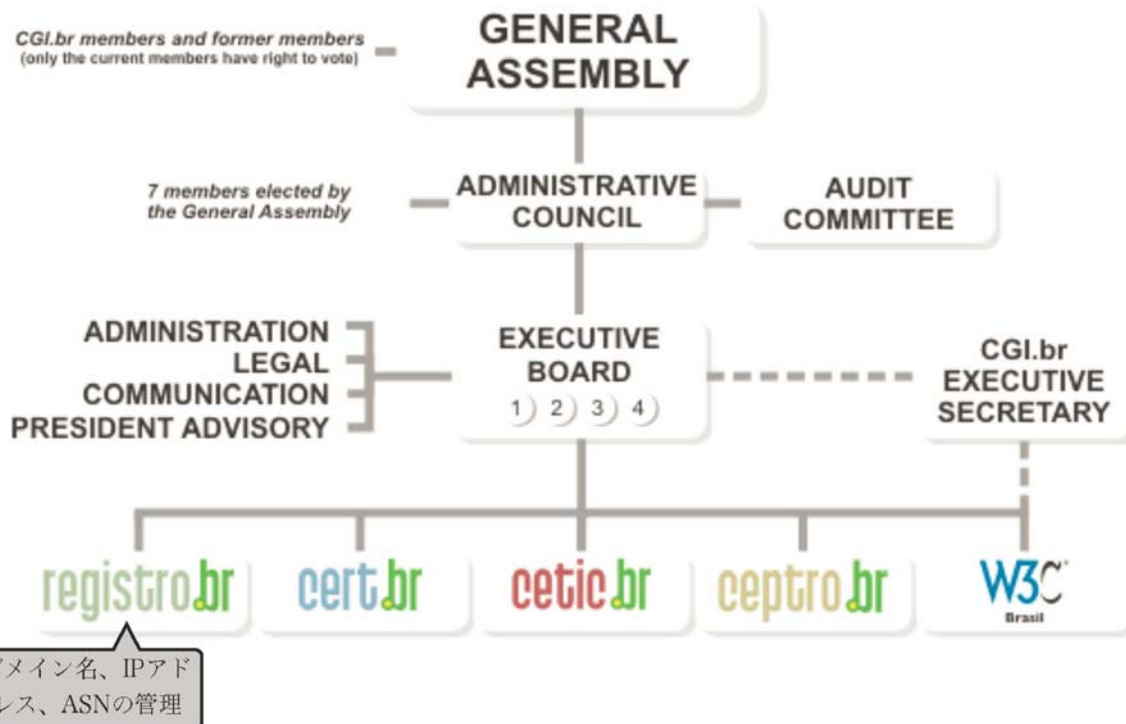 CGI.br members and former members
(only the current members have right to vote)
GENERAL
ASSEMBLY
7 members elected by
the General Assembly
ADMINISTRATIVE
COUNCIL
AUDIT
COMMITTEE
ADMINISTRATION
LEGAL
COMMUNICATION
PRESIDENT ADVISORY
EXECUTIVE
BOARD
1 2 3 4
CGI.br
EXECUTIVE
SECRETARY
registro.br
cert.br
cetic.br
ceptro.br
W3C
Brasil
ドメイン名、IPアド
レス、ASNの管理